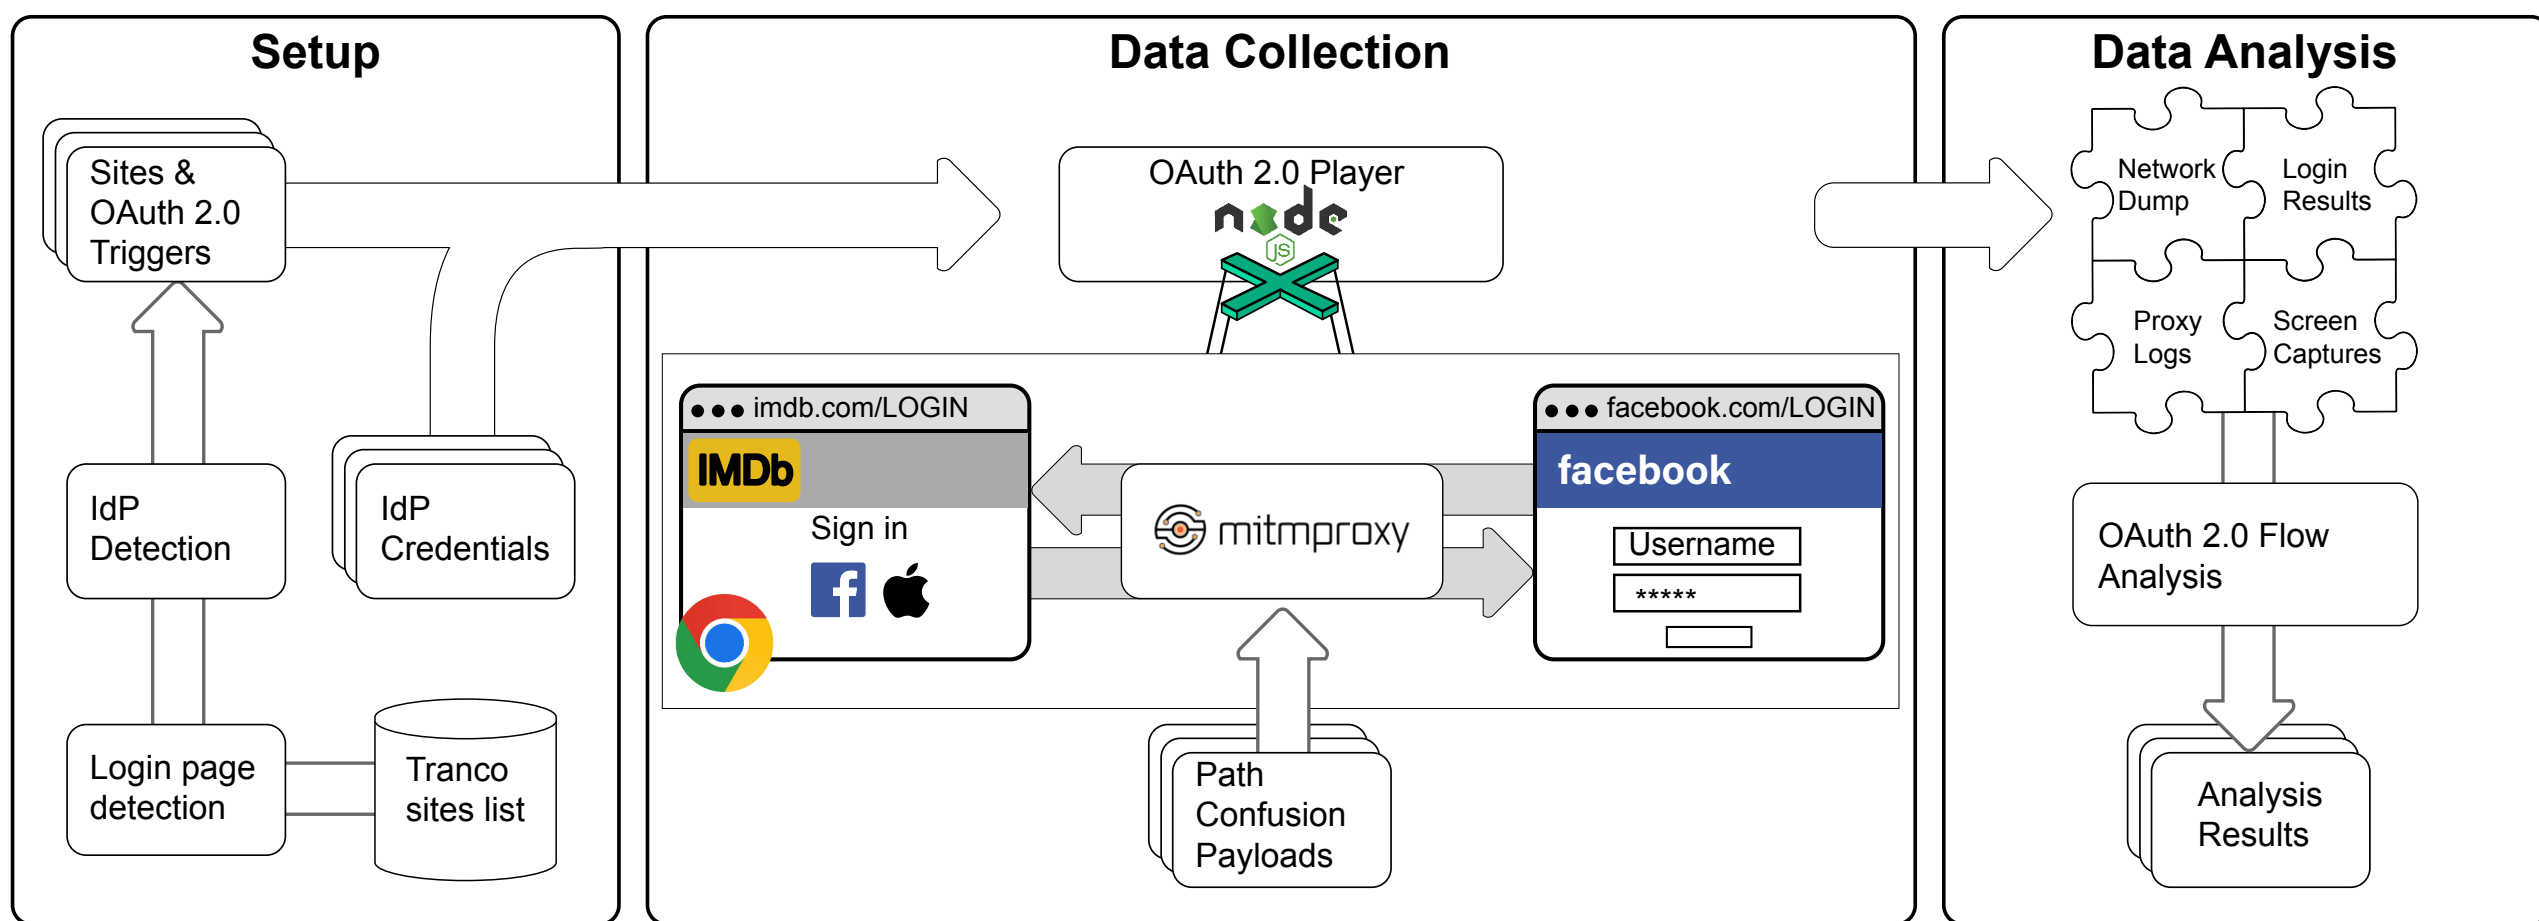 Setup
Sites &
OAuth 2.0
Triggers
IdP
Detection
IdP
Credentials
Login page
detection
Tranco
sites list
Data Collection
OAuth 2.0 Player
node
JS
imdb.com/LOGIN
IMDb
Sign in
f
mitmproxy
facebook.com/LOGIN
facebook
Username
*****
Path
Confusion
Payloads
Data Analysis
Network
Dump
Login
Results
Proxy
Logs
Screen
Captures
OAuth 2.0 Flow
Analysis
Analysis
Results